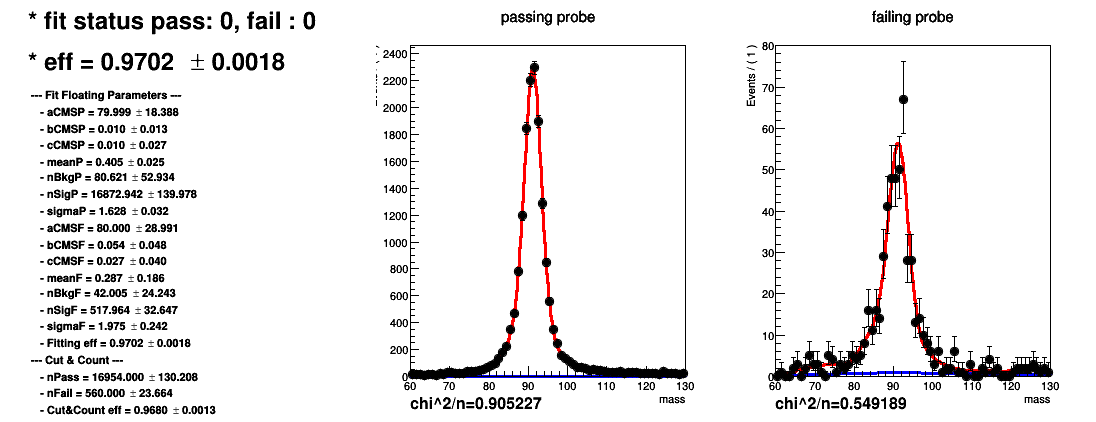 * fit status pass: 0, fail : 0
* eff = 0.9702 ± 0.0018
--- Fit Floating Parameters ---
- aCMSP = 79.999 ± 18.388
- bCMSP = 0.010 ± 0.013
- cCMSP = 0.010 ± 0.027
- meanP = 0.405 ± 0.025
- nBkgP = 80.621 ± 52.934
- nSigP = 16872.942 ± 139.978
- sigmaP = 1.628 ± 0.032
- aCMSF = 80.000 ± 28.991
- bCMSF = 0.054 ± 0.048
- cCMSF = 0.027 ± 0.040
- meanF = 0.287 ± 0.186
- nBkgF = 42.005 ± 24.243
- nSigF = 517.964 ± 32.647
- sigmaF = 1.975 ± 0.242
- Fitting eff = 0.9702 ± 0.0018
--- Cut & Count ---
- nPass = 16954.000 ± 130.208
- nFail = 560.000 ± 23.664
- Cut&Count eff = 0.9680 ± 0.0013
passing probe
2400
2200
2000
1800
1600
1400
1200
1000
800
600
400
200
0
60 70 80 90 100 110 120 130
mass
chi^2/n=0.905227
failing probe
Events / ( 1 )
80
70
60
50
40
30
20
10
0
60 70 80 90 100 110 120 130
mass
chi^2/n=0.549189